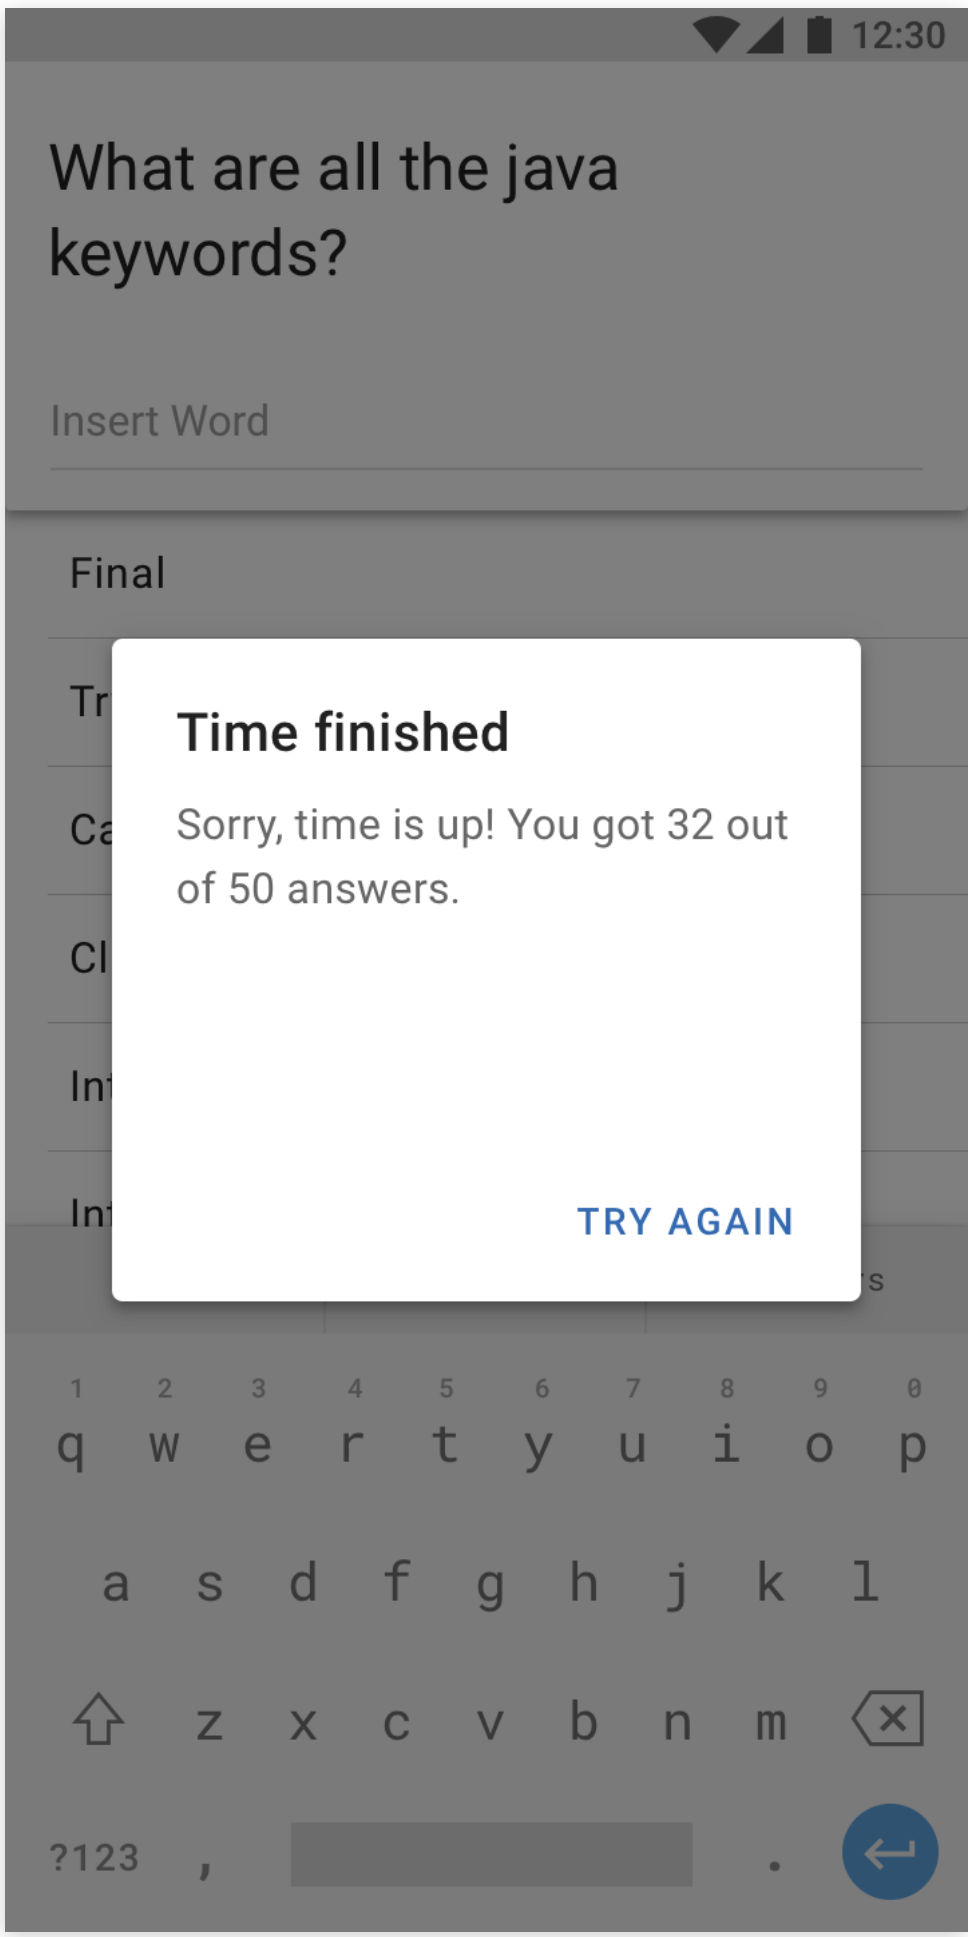 12:30
What are all the java
keywords?
Insert Word
Final
Time finished
Sorry, time is up! You got 32 out
of 50 answers.
TRY AGAIN
1 2 3 4 5 6 7 8 9 0
q w e r t y u i o p
a s d f g h j k l
z x c v b n m
?123 , .